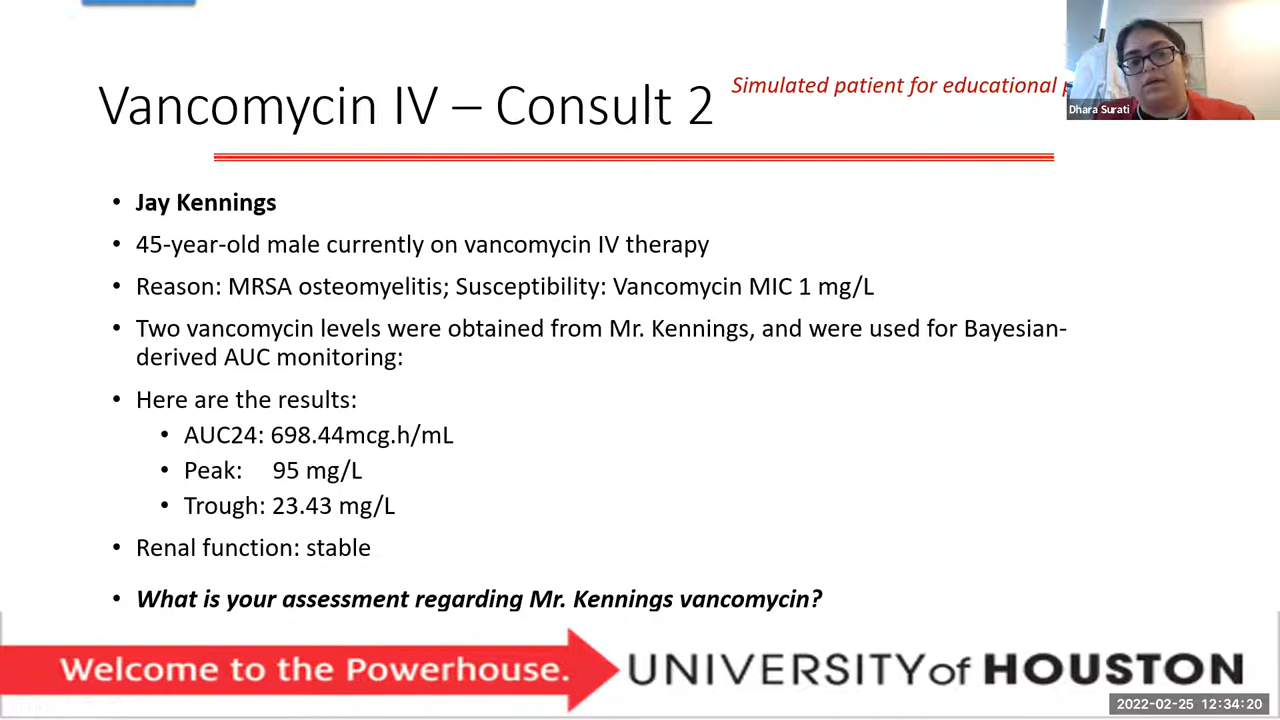 Vancomycin IV – Consult 2
Simulated patient for educational
Dhara Surati
• Jay Kennings
• 45-year-old male currently on vancomycin IV therapy
• Reason: MRSA osteomyelitis; Susceptibility: Vancomycin MIC 1 mg/L
• Two vancomycin levels were obtained from Mr. Kennings, and were used for Bayesian-
derived AUC monitoring:
• Here are the results:
• AUC24: 698.44mcg.h/mL
• Peak: 95 mg/L
• Trough: 23.43 mg/L
• Renal function: stable
• What is your assessment regarding Mr. Kennings vancomycin?
Welcome to the Powerhouse.
UNIVERSITY of HOUSTON
2022-02-25 12:34:20